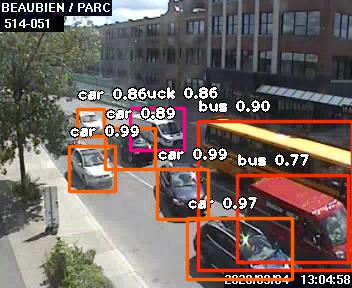 BEAUBIEN / PARC
514-051
car 0.86
uck 0.86
car 0.89
bus 0.90
car 0.99
car 0.99
bus 0.77
car 0.97
2020/09/04 13:04:58